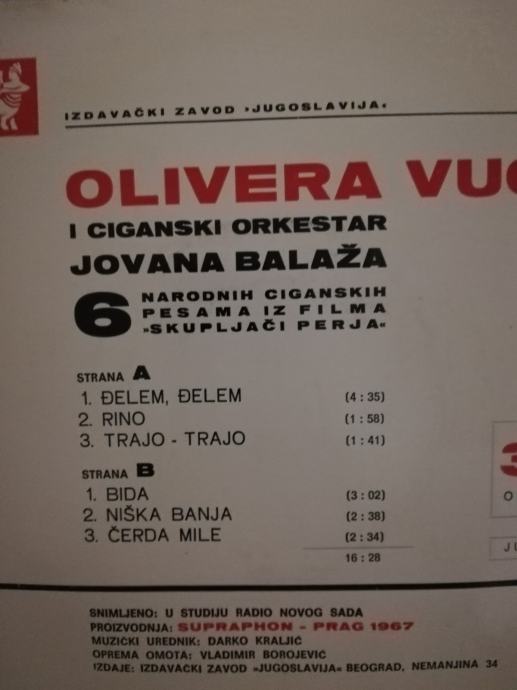 IZDAVAČKI ZAVOD »JUGOSLAVIJA«
OLIVERA VUČ
I CIGANSKI ORKESTAR
JOVANA BALAŽA
6 NARODNIH CIGANSKIH
PESAMA IZ FILMA
»SKUPLJAČI PERJA«
STRANA A
1. ĐELEM, ĐELEM (4 : 35)
2. RINO (1 : 58)
3. TRAJO - TRAJO (1 : 41)
STRANA B
1. BIDA (3 : 02)
2. NIŠKA BANJA (2 : 38)
3. ČERDA MILE (2 : 34)
16 : 28
3
O
JU
SNIMLJENO: U STUDIJU RADIO NOVOG SADA
PROIZVODNJA: SUPRAPHON - PRAG 1967
MUZIČKI UREDNIK: DARKO KRALJIĆ
OPREMA OMOTA: VLADIMIR BOROJEVIĆ
IZDAJE: IZDAVAČKI ZAVOD »JUGOSLAVIJA« BEOGRAD, NEMANJINA 34